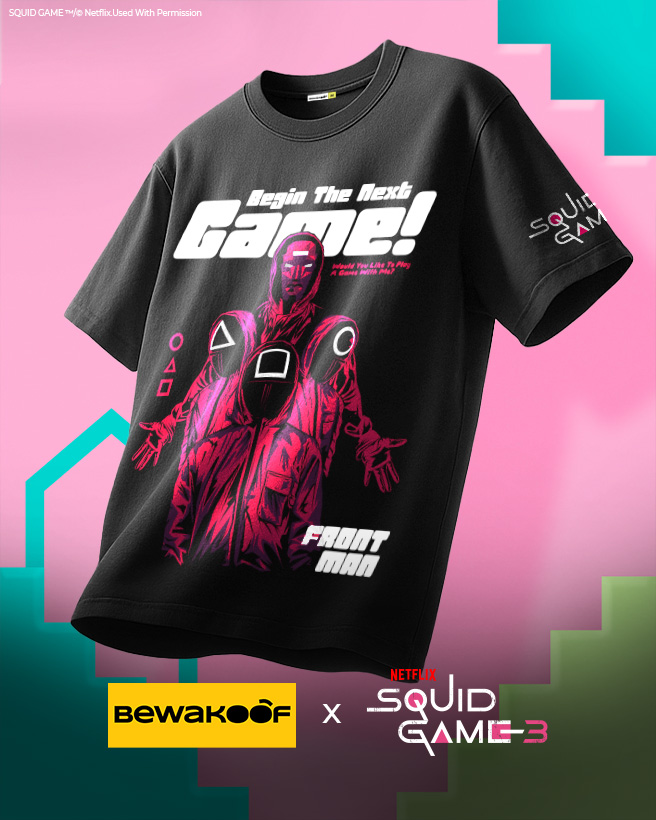 SQUID GAME ™/© Netflix.Used With Permission
Begin The Next
Game!
Would You Like To Play
A Game With Me?
SQUID
GAME
FRONT
MAN
BEWAKOOF
X
NETFLIX
SQUID
GAME-3